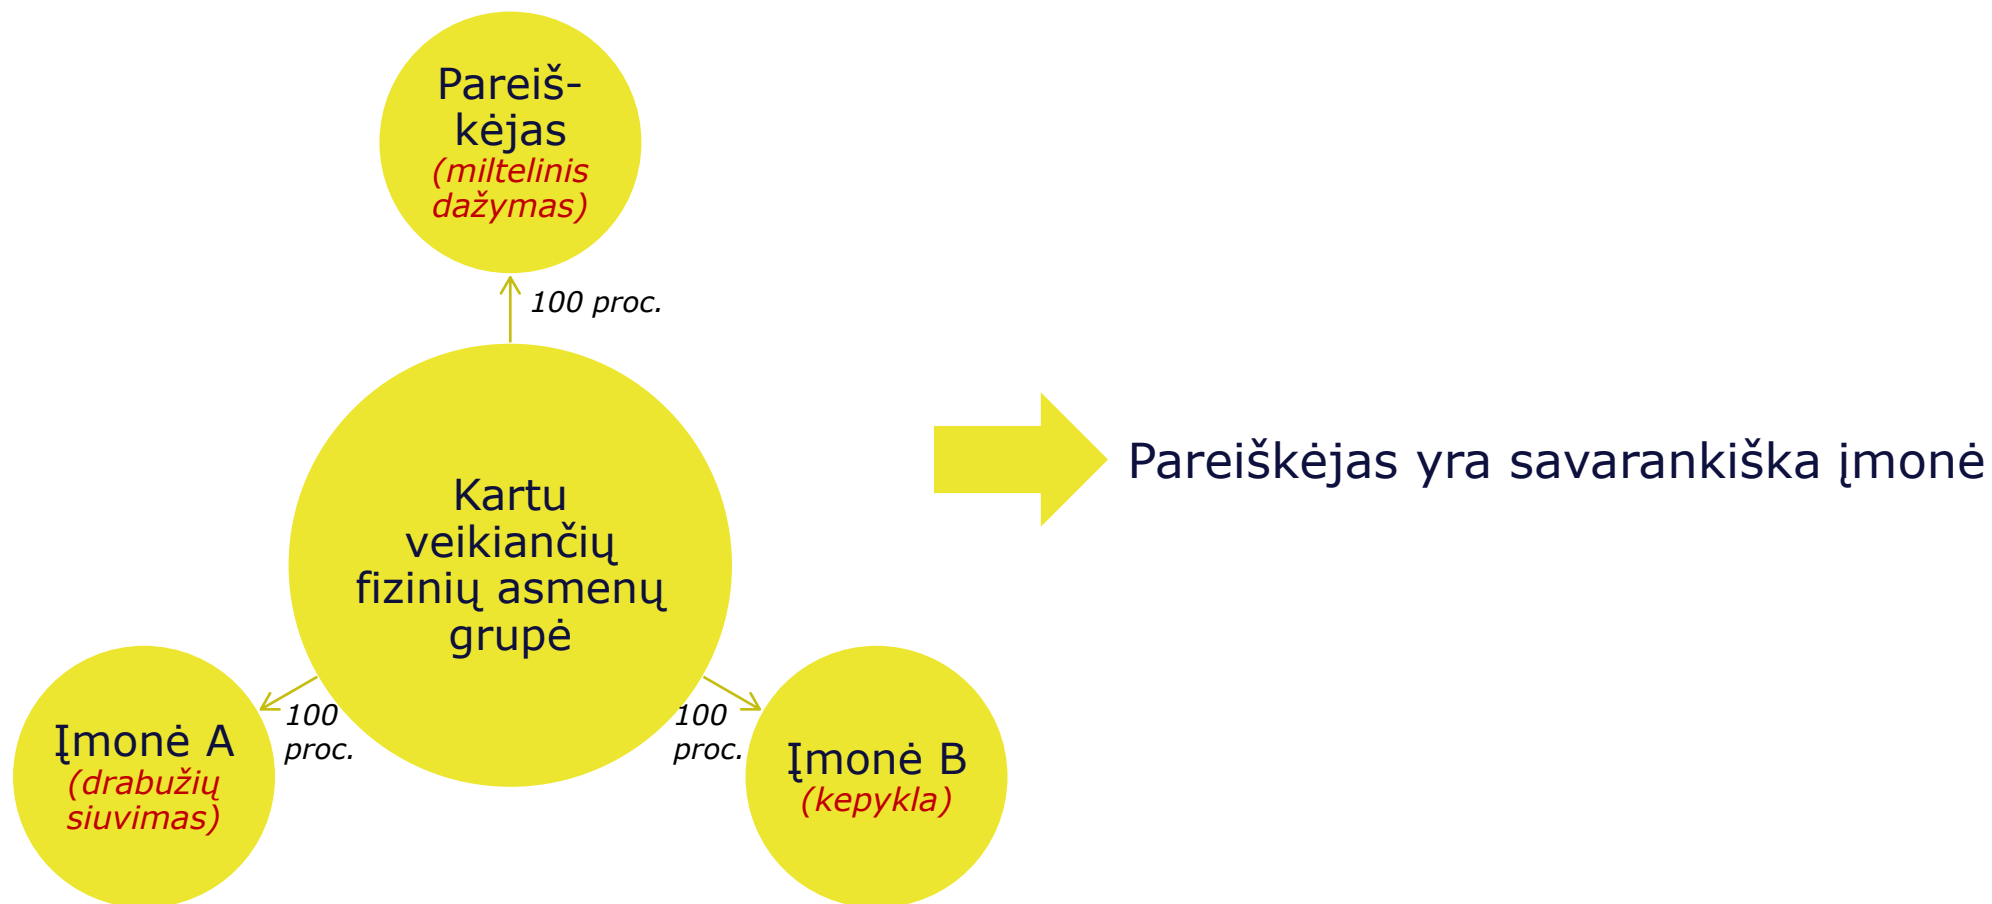 Pareiš-
kėjas
(miltelinis
dažymas)
100 proc.
Kartu
veikiančių
fizinių asmenų
grupė
100
proc.
100
proc.
Įmonė A
(drabužių
siuvimas)
Įmonė B
(kepykla)
Pareiškėjas yra savarankiška įmonė